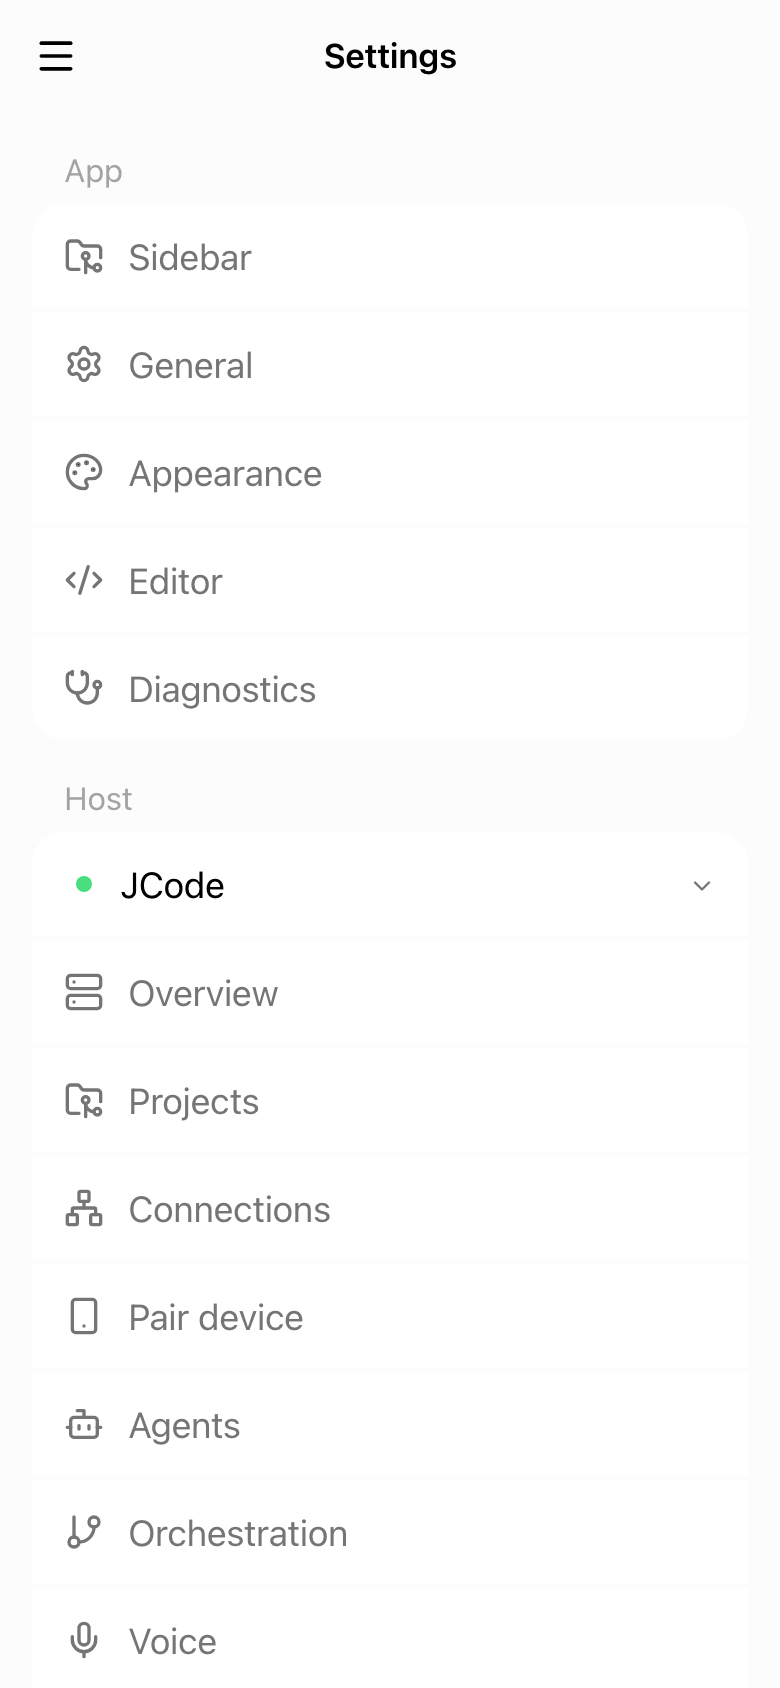 Settings
App
Sidebar
General
Appearance
Editor
Diagnostics
Host
JCode
Overview
Projects
Connections
Pair device
Agents
Orchestration
Voice